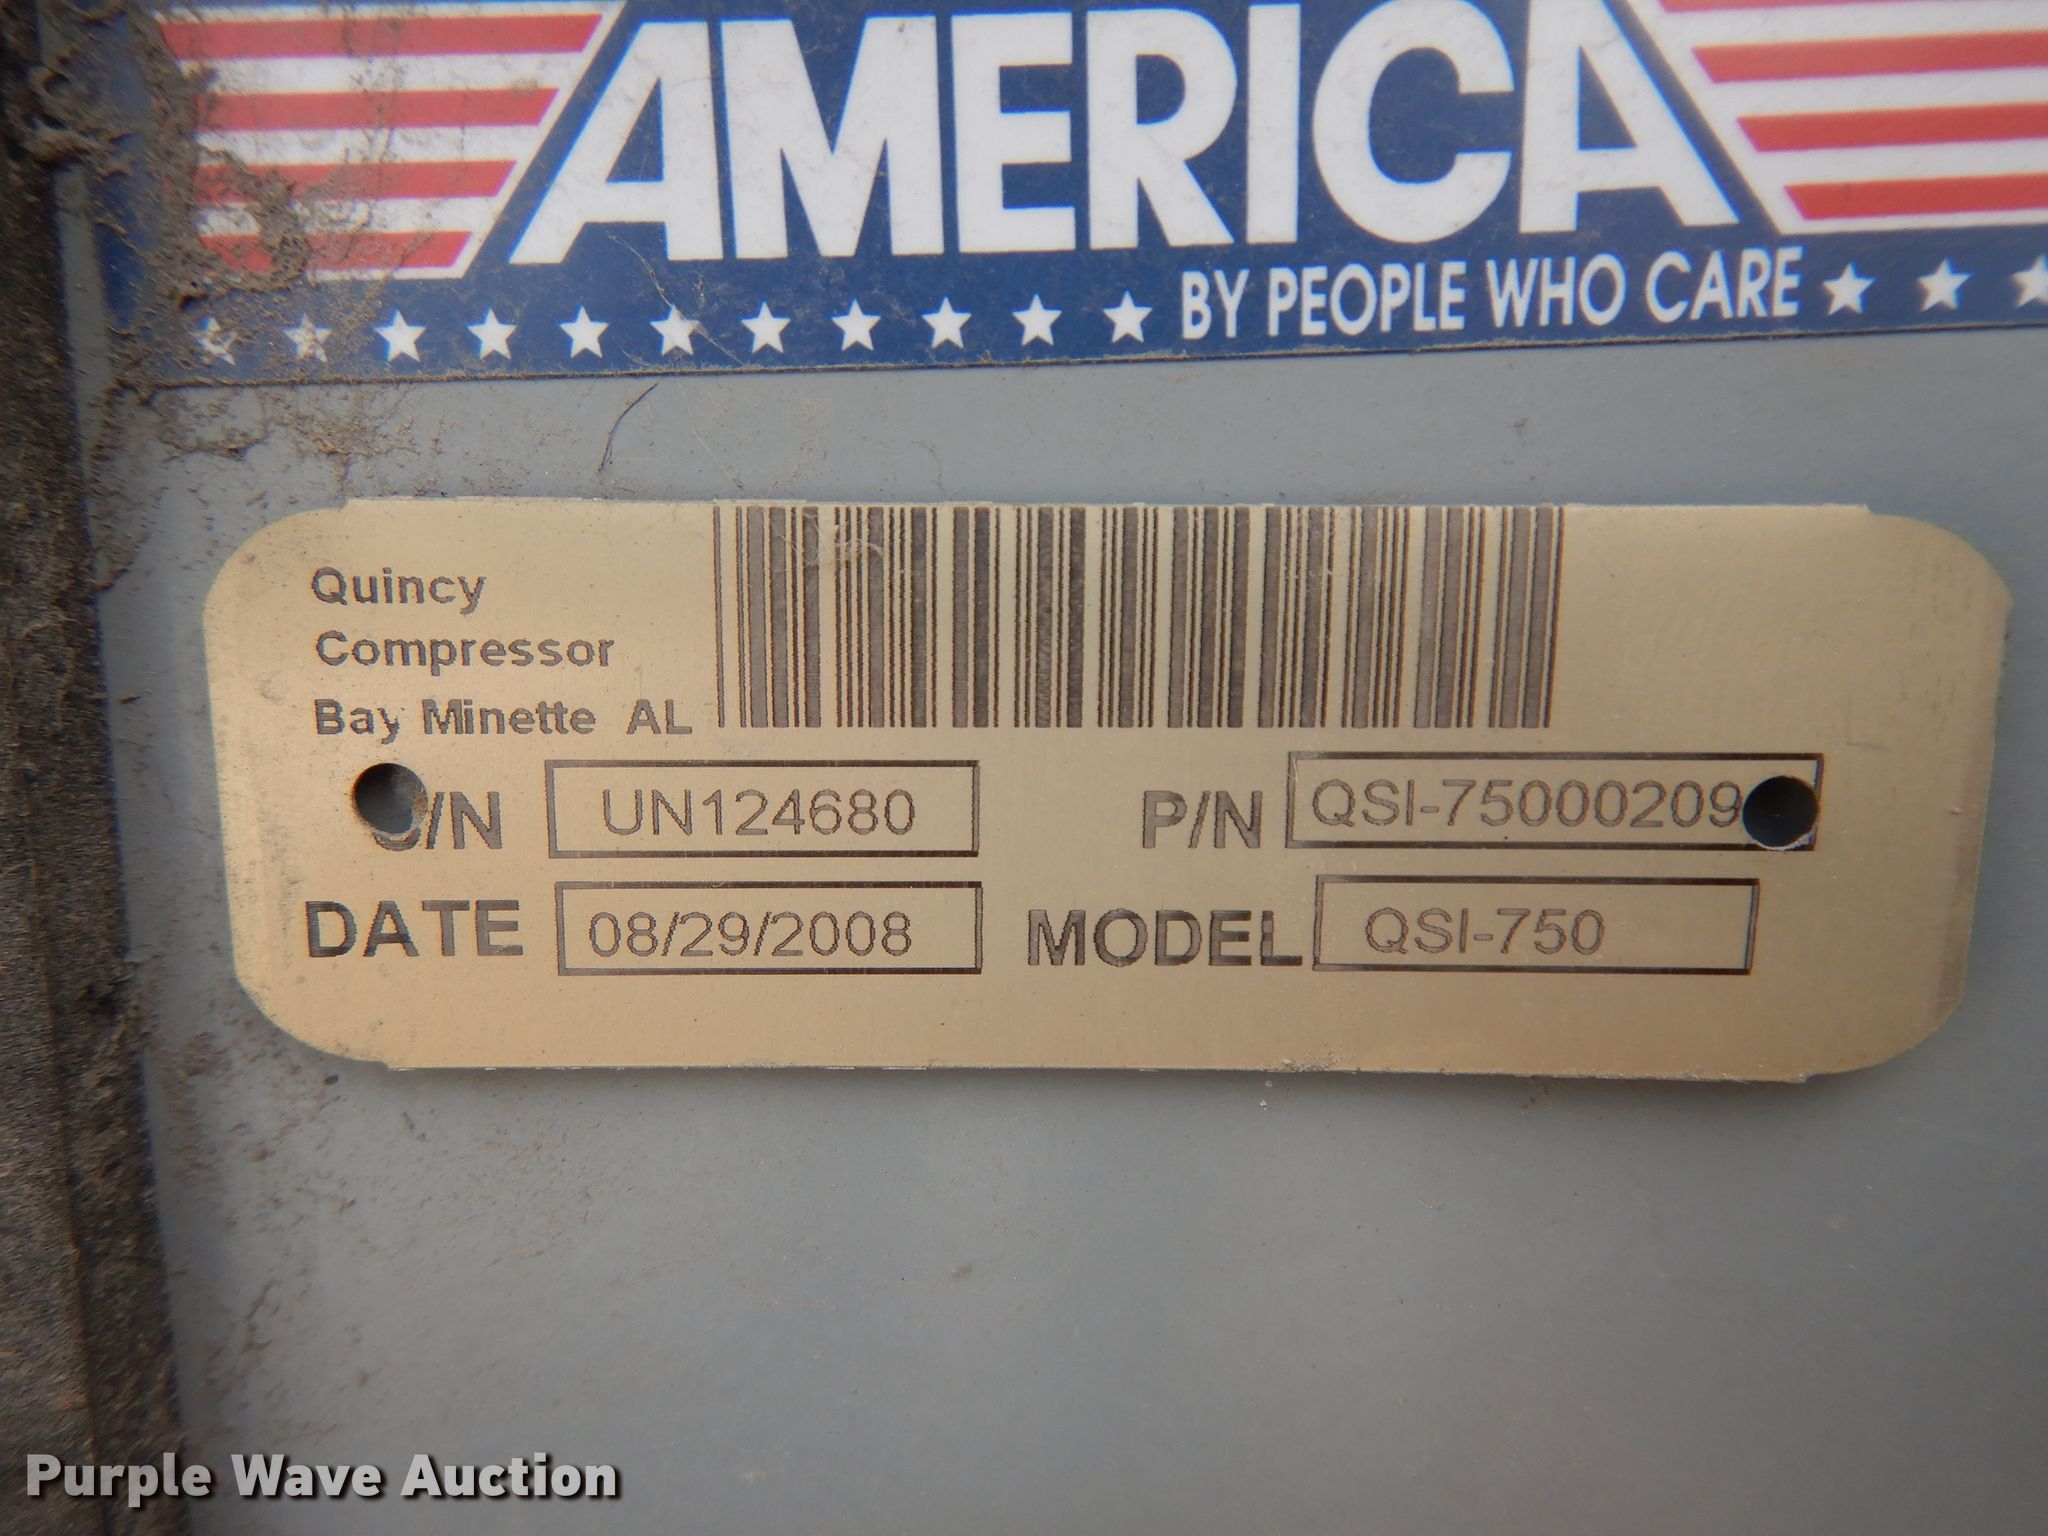 AMERICA
BY PEOPLE WHO CARE
Quincy
Compressor
Bay Minette AL
S/N UN124680 P/N QSI-75000209
DATE 08/29/2008 MODEL QSI-750
Purple Wave Auction